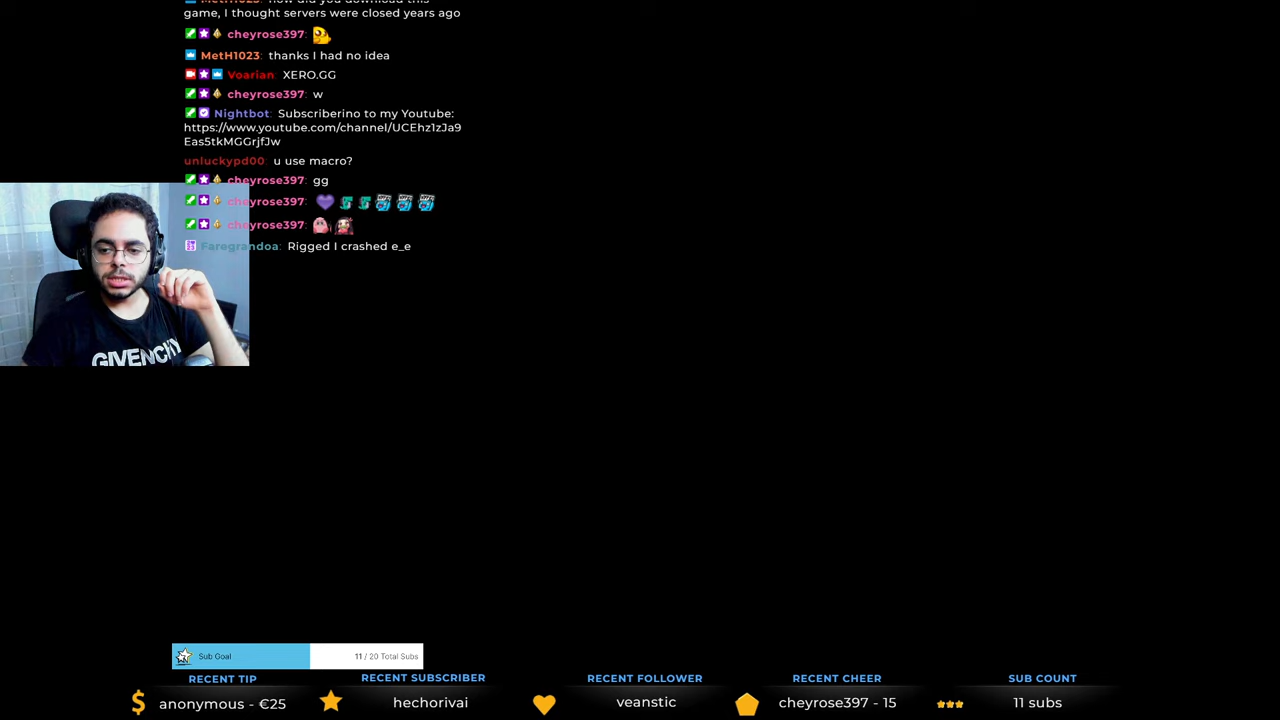 game, I thought servers were closed years ago
cheyrose397:
MetH1023: thanks I had no idea
Voarian: XERO.GG
cheyrose397: w
Nightbot: Subscriberino to my Youtube:
https://www.youtube.com/channel/UCEhz1zJa9
Eas5tkMGGrjfJw
unluckypd00: u use macro?
cheyrose397: gg
cheyrose397:
cheyrose397:
Faregrandoa: Rigged I crashed e_e
GIVENCHY
Sub Goal
11 / 20 Total Subs
RECENT TIP
anonymous - €25
RECENT SUBSCRIBER
hechorivai
RECENT FOLLOWER
veanstic
RECENT CHEER
cheyrose397 - 15
SUB COUNT
11 subs